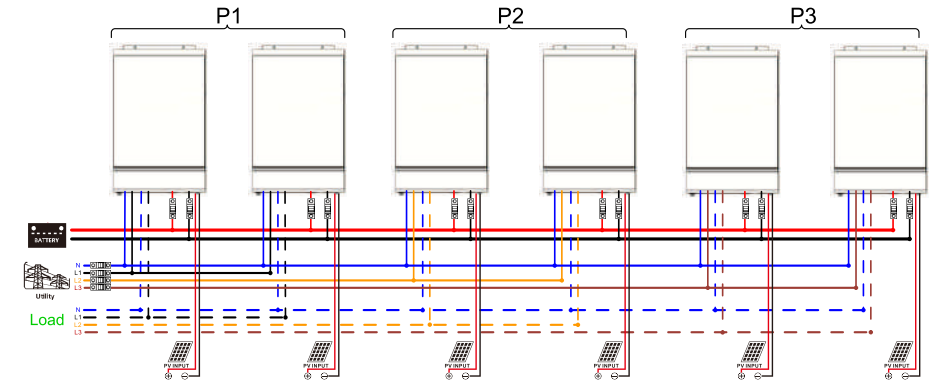 P1 P2 P3
BATTERY
N
L1
L2
L3
Utility
Load
N
L1
L2
L3
PV INPUT PV INPUT PV INPUT PV INPUT PV INPUT PV INPUT